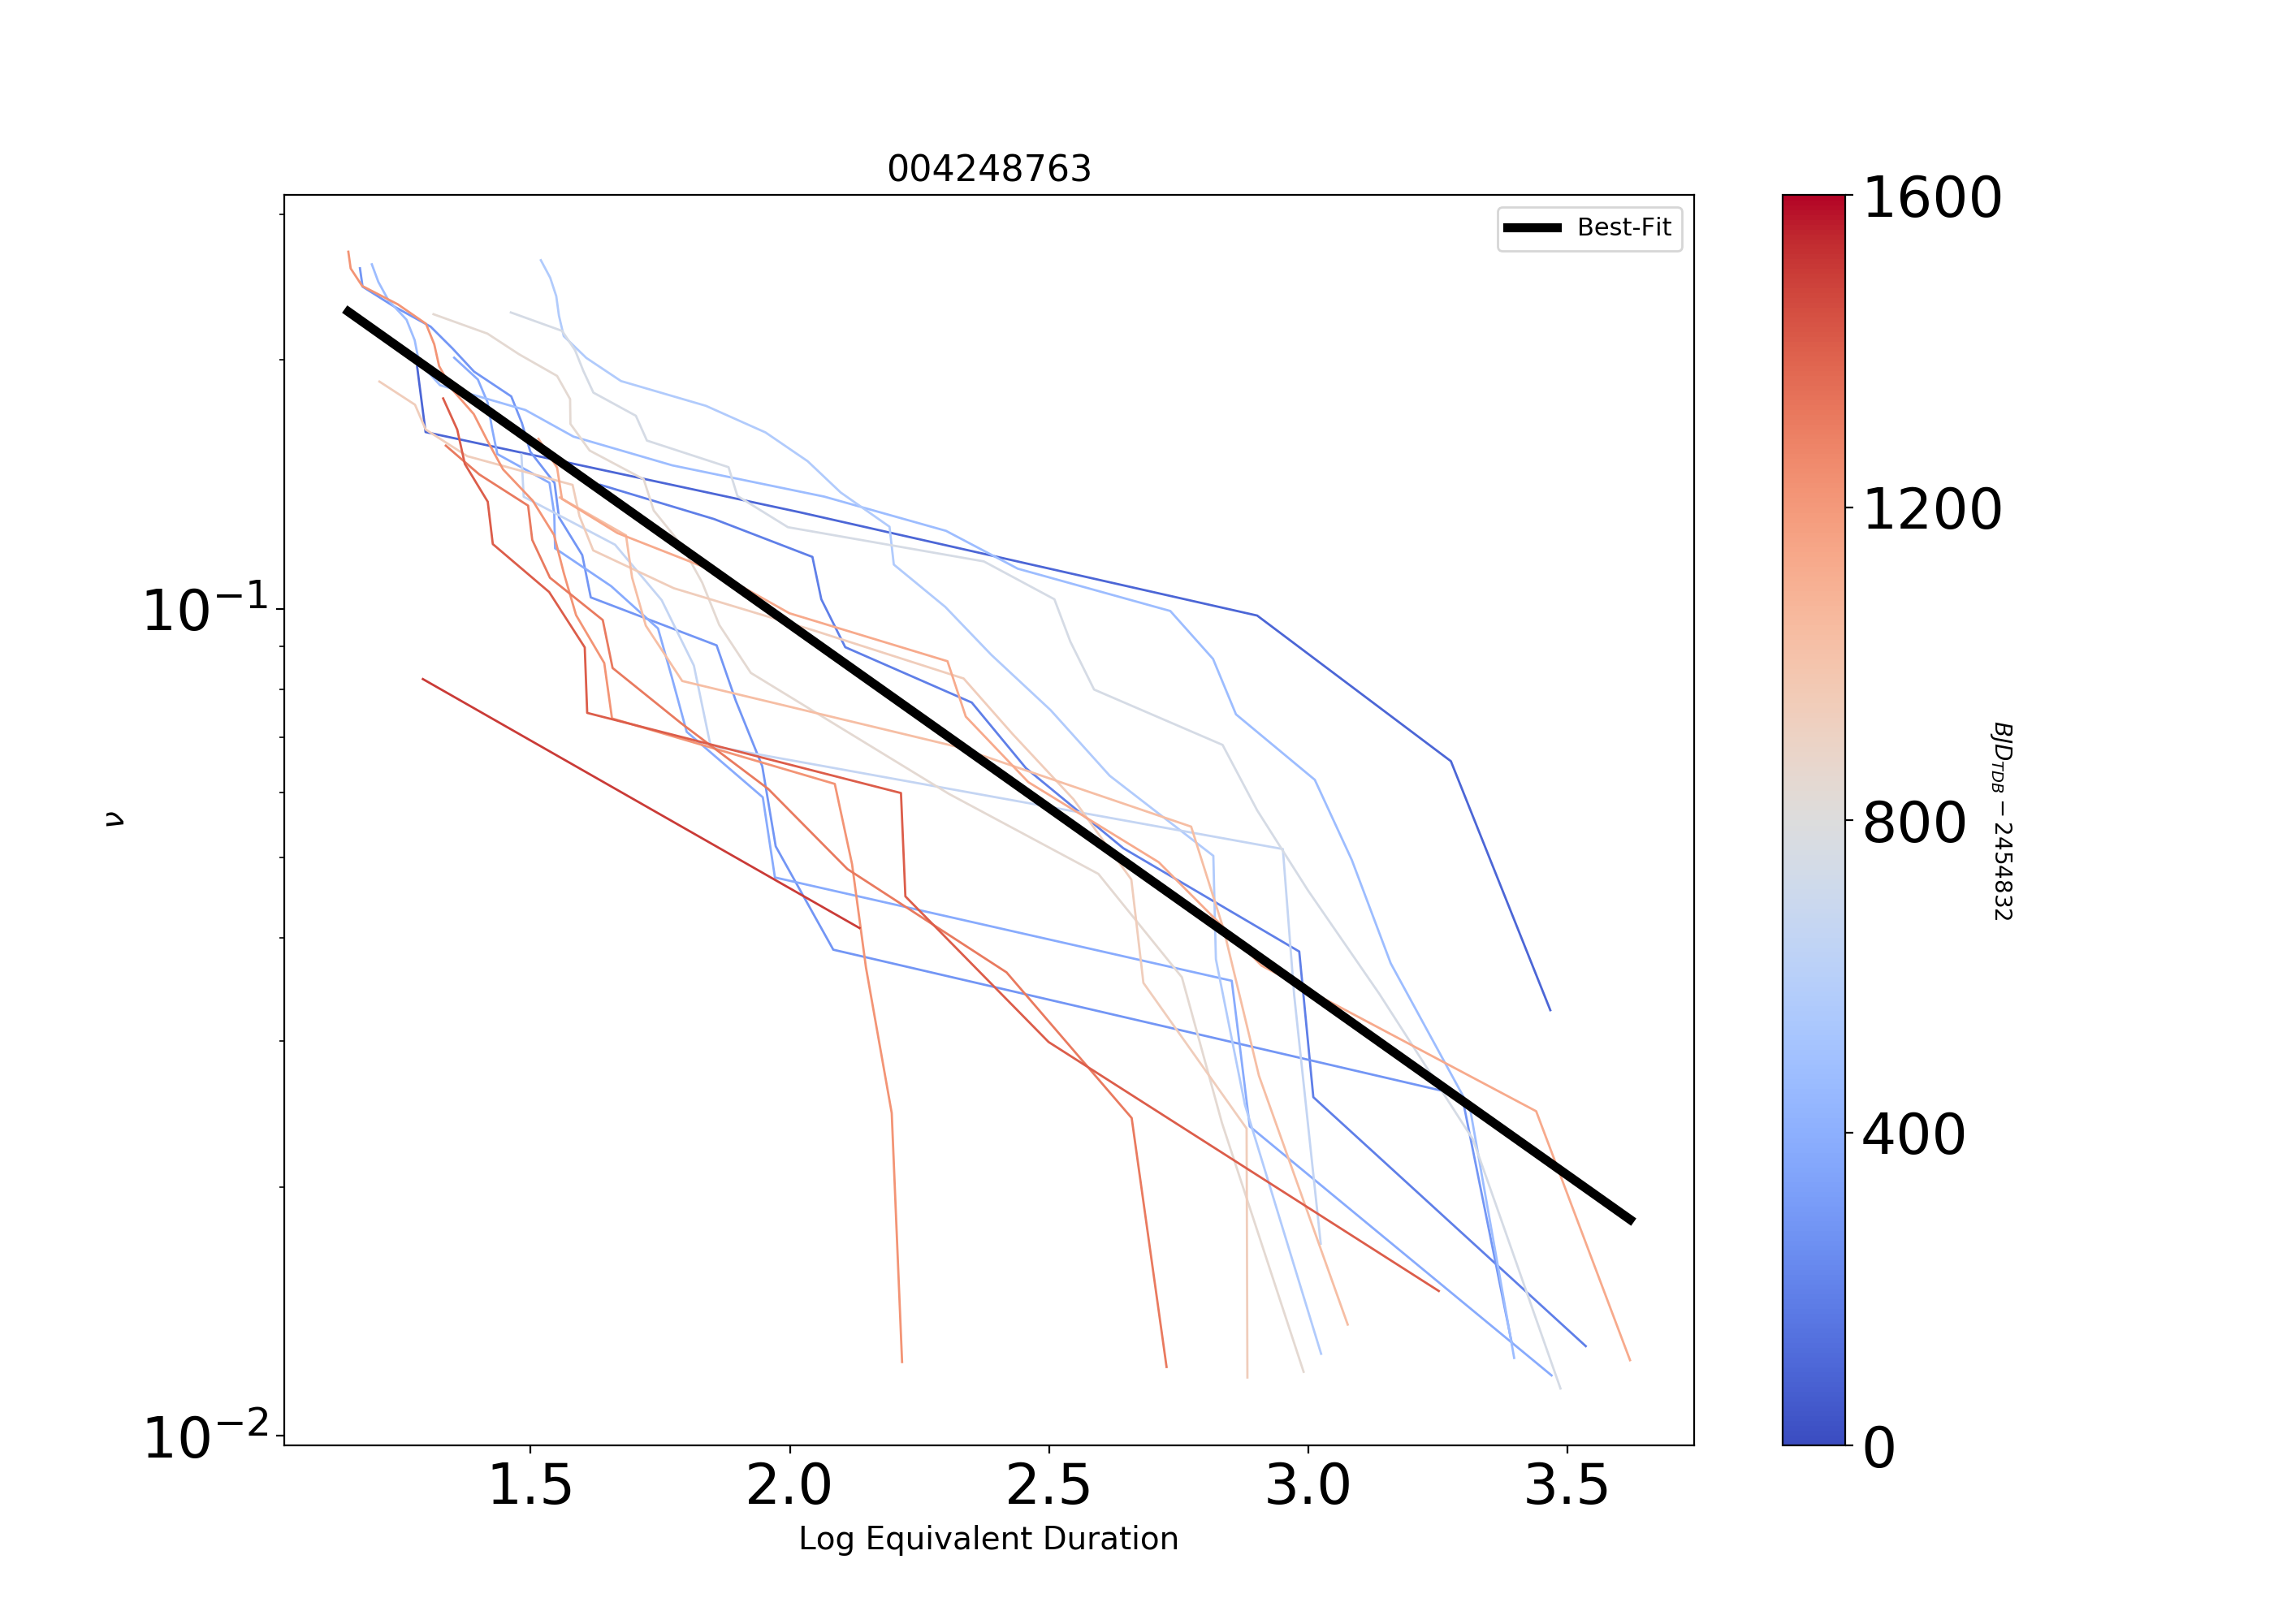 004248763
Best-Fit
10⁻¹
10⁻²
ν
1.5 2.0 2.5 3.0 3.5
Log Equivalent Duration
1600
1200
800
400
0
BJD_TDB − 2454832